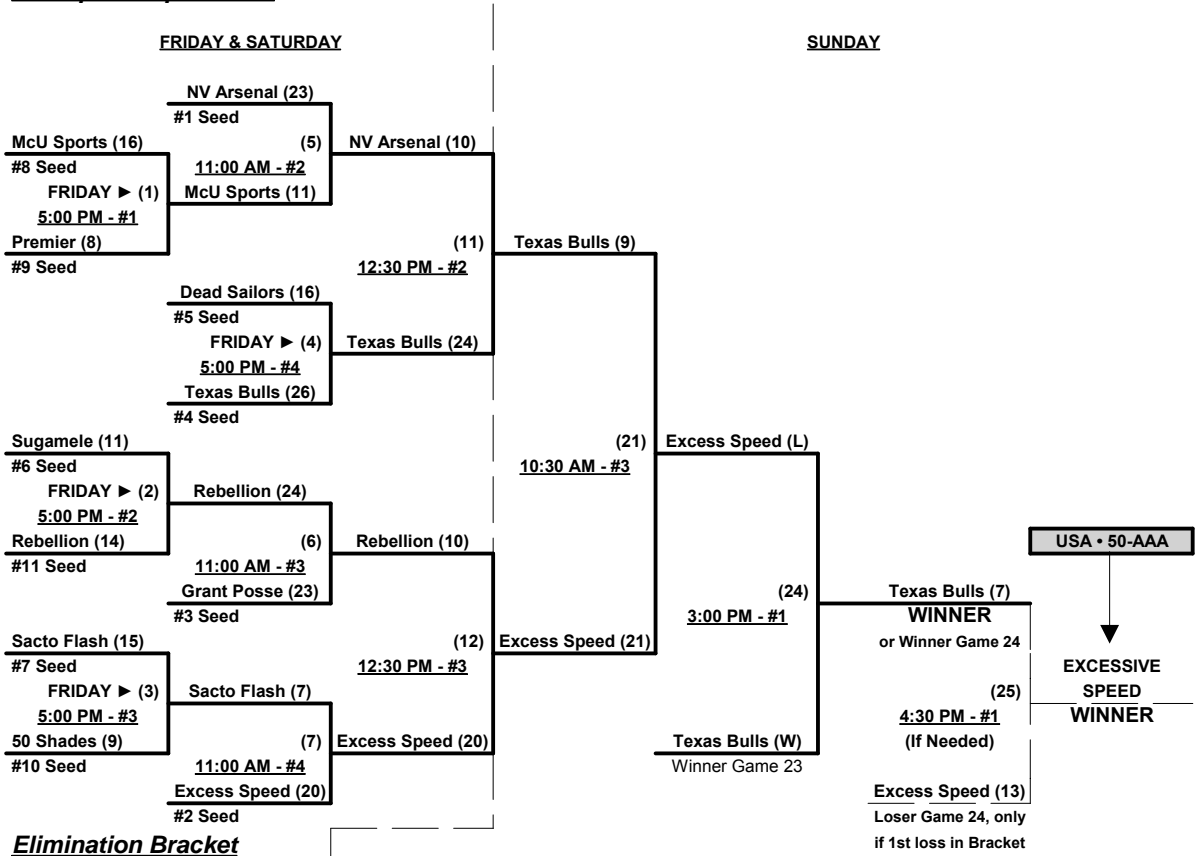 FRIDAY & SATURDAY
SUNDAY
NV Arsenal (23)
#1 Seed
McU Sports (16)
(5)
NV Arsenal (10)
#8 Seed
11:00 AM - #2
FRIDAY ► (1)
McU Sports (11)
5:00 PM - #1
Premier (8)
(11)
Texas Bulls (9)
#9 Seed
12:30 PM - #2
Dead Sailors (16)
#5 Seed
FRIDAY ► (4)
Texas Bulls (24)
5:00 PM - #4
Texas Bulls (26)
#4 Seed
Sugamele (11)
(21)
Excess Speed (L)
#6 Seed
10:30 AM - #3
FRIDAY ► (2)
Rebellion (24)
5:00 PM - #2
Rebellion (14)
(6)
Rebellion (10)
USA • 50-AAA
#11 Seed
11:00 AM - #3
Grant Posse (23)
(24)
Texas Bulls (7)
#3 Seed
3:00 PM - #1
WINNER
Sacto Flash (15)
(12)
Excess Speed (21)
or Winner Game 24
#7 Seed
12:30 PM - #3
EXCESSIVE
FRIDAY ► (3)
Sacto Flash (7)
(25)
SPEED
5:00 PM - #3
4:30 PM - #1
WINNER
50 Shades (9)
(7)
Excess Speed (20)
Texas Bulls (W)
(If Needed)
#10 Seed
11:00 AM - #4
Winner Game 23
Excess Speed (20)
Excess Speed (13)
#2 Seed
Loser Game 24, only
Elimination Bracket
if 1st loss in Bracket